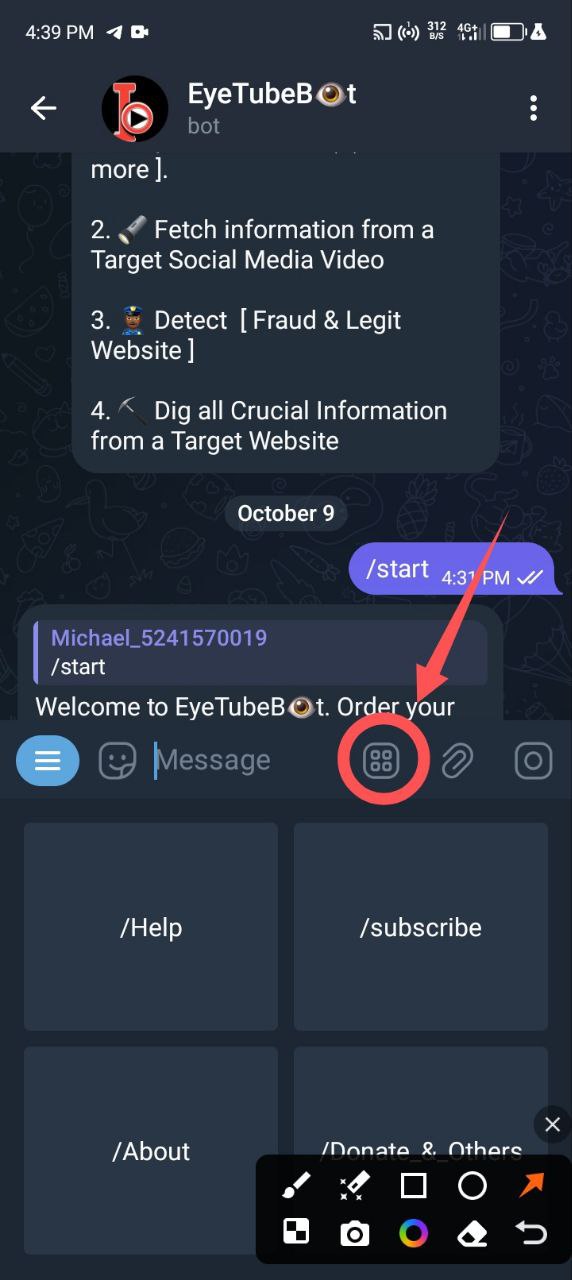 4:39 PM
312
B/S
4G+
EyeTubeB👁t
bot
more ].
2. 🔦 Fetch information from a
Target Social Media Video
3. 👮 Detect [ Fraud & Legit
Website ]
4. ⛏ Dig all Crucial Information
from a Target Website
October 9
/start
4:31 PM
Michael_5241570019
/start
Welcome to EyeTubeB👁t. Order your
Message
/Help
/subscribe
/About
/Donate_&_Others